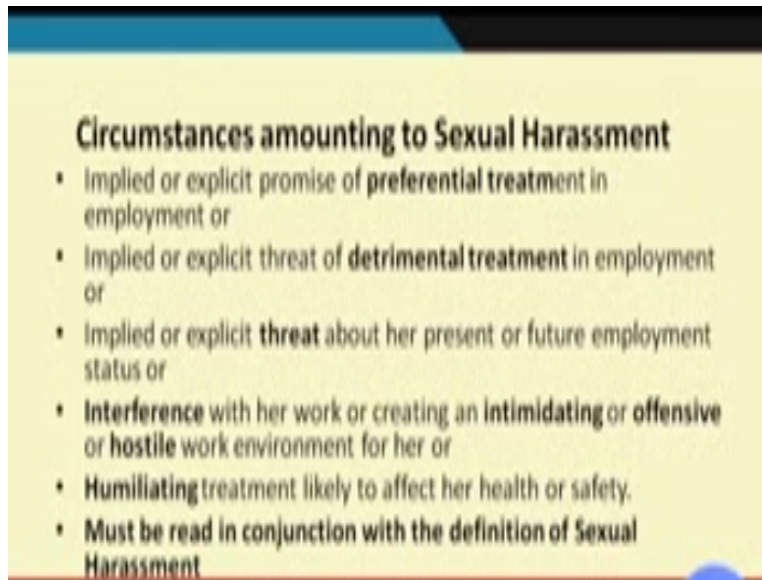 Circumstances amounting to Sexual Harassment
• Implied or explicit promise of preferential treatment in
employment or
• Implied or explicit threat of detrimental treatment in employment
or
• Implied or explicit threat about her present or future employment
status or
• Interference with her work or creating an intimidating or offensive
or hostile work environment for her or
• Humiliating treatment likely to affect her health or safety.
• Must be read in conjunction with the definition of Sexual
Harassment